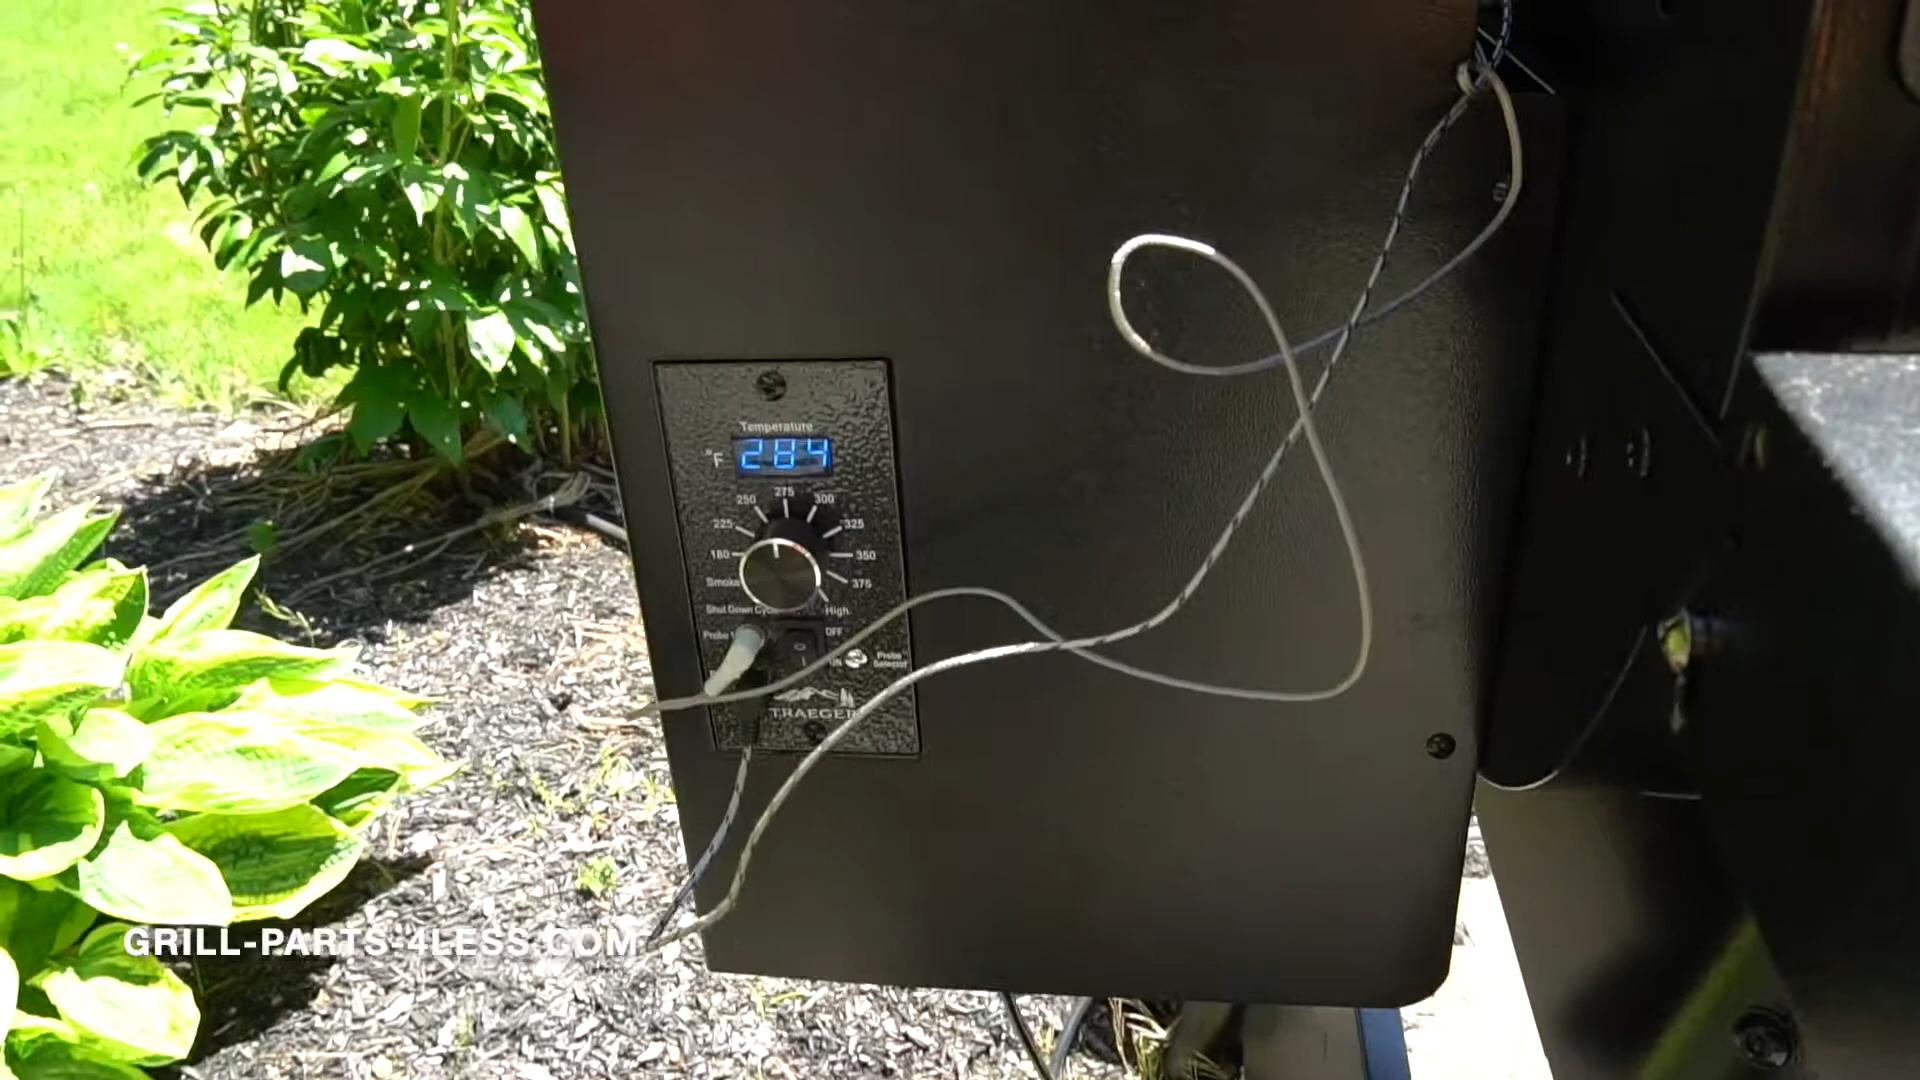 Temperature
°F 284
275
250 300
225 325
180 350
Smoke 375
Shut Down Cycle High
Probe OFF
ON Probe
Selector
TRAEGER
GRILL-PARTS-4LESS.COM